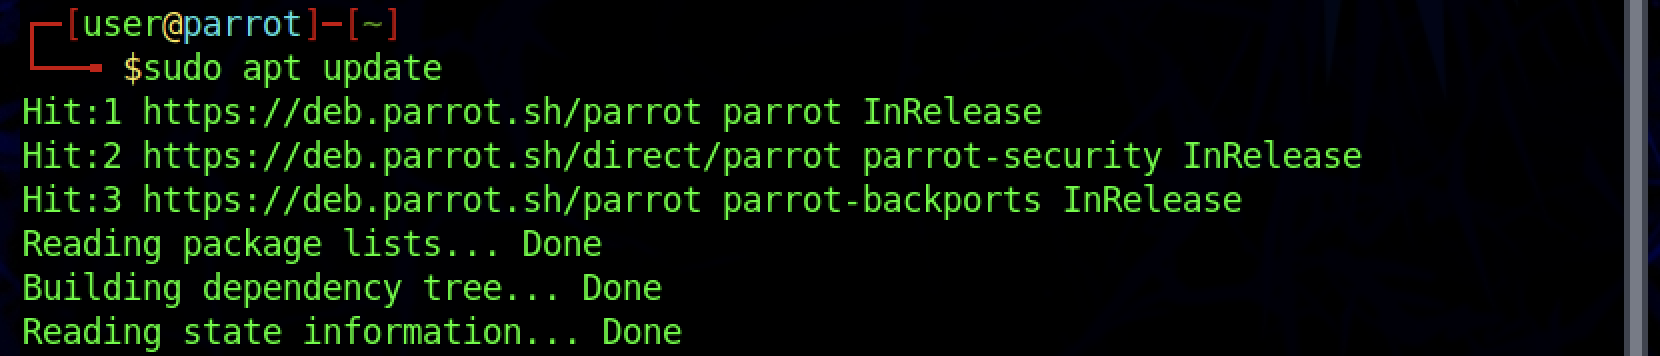 [user@parrot]-[~]
$sudo apt update
Hit:1 https://deb.parrot.sh/parrot parrot InRelease
Hit:2 https://deb.parrot.sh/direct/parrot parrot-security InRelease
Hit:3 https://deb.parrot.sh/parrot parrot-backports InRelease
Reading package lists... Done
Building dependency tree... Done
Reading state information... Done